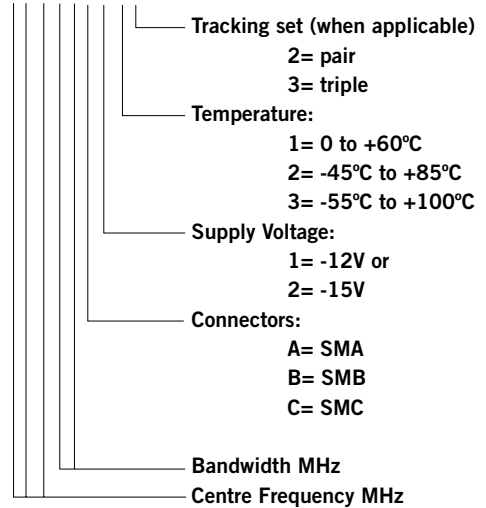 Tracking set (when applicable)
2= pair
3= triple
Temperature:
1= 0 to +60ºC
2= -45ºC to +85ºC
3= -55ºC to +100ºC
Supply Voltage:
1= -12V or
2= -15V
Connectors:
A= SMA
B= SMB
C= SMC
Bandwidth MHz
Centre Frequency MHz